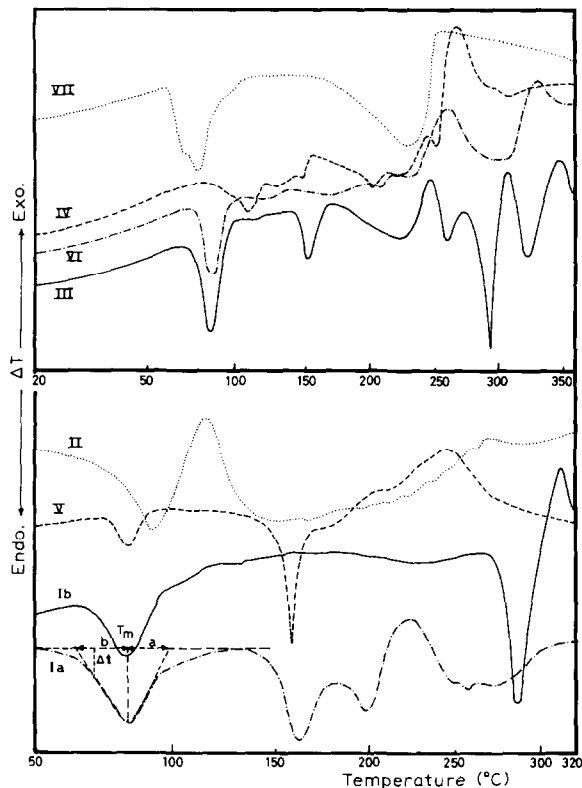 VII
IV
VI
III
20 50 100 150 200 250 300 350
Endo. ← ΔT → Exo.
II
V
Ib
Tm
b a
Δt
Ia
50 100 150 200 250 300 320
Temperature (°C)